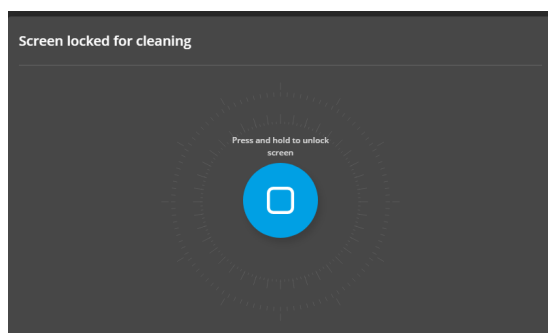 Screen locked for cleaning
Press and hold to unlock
screen